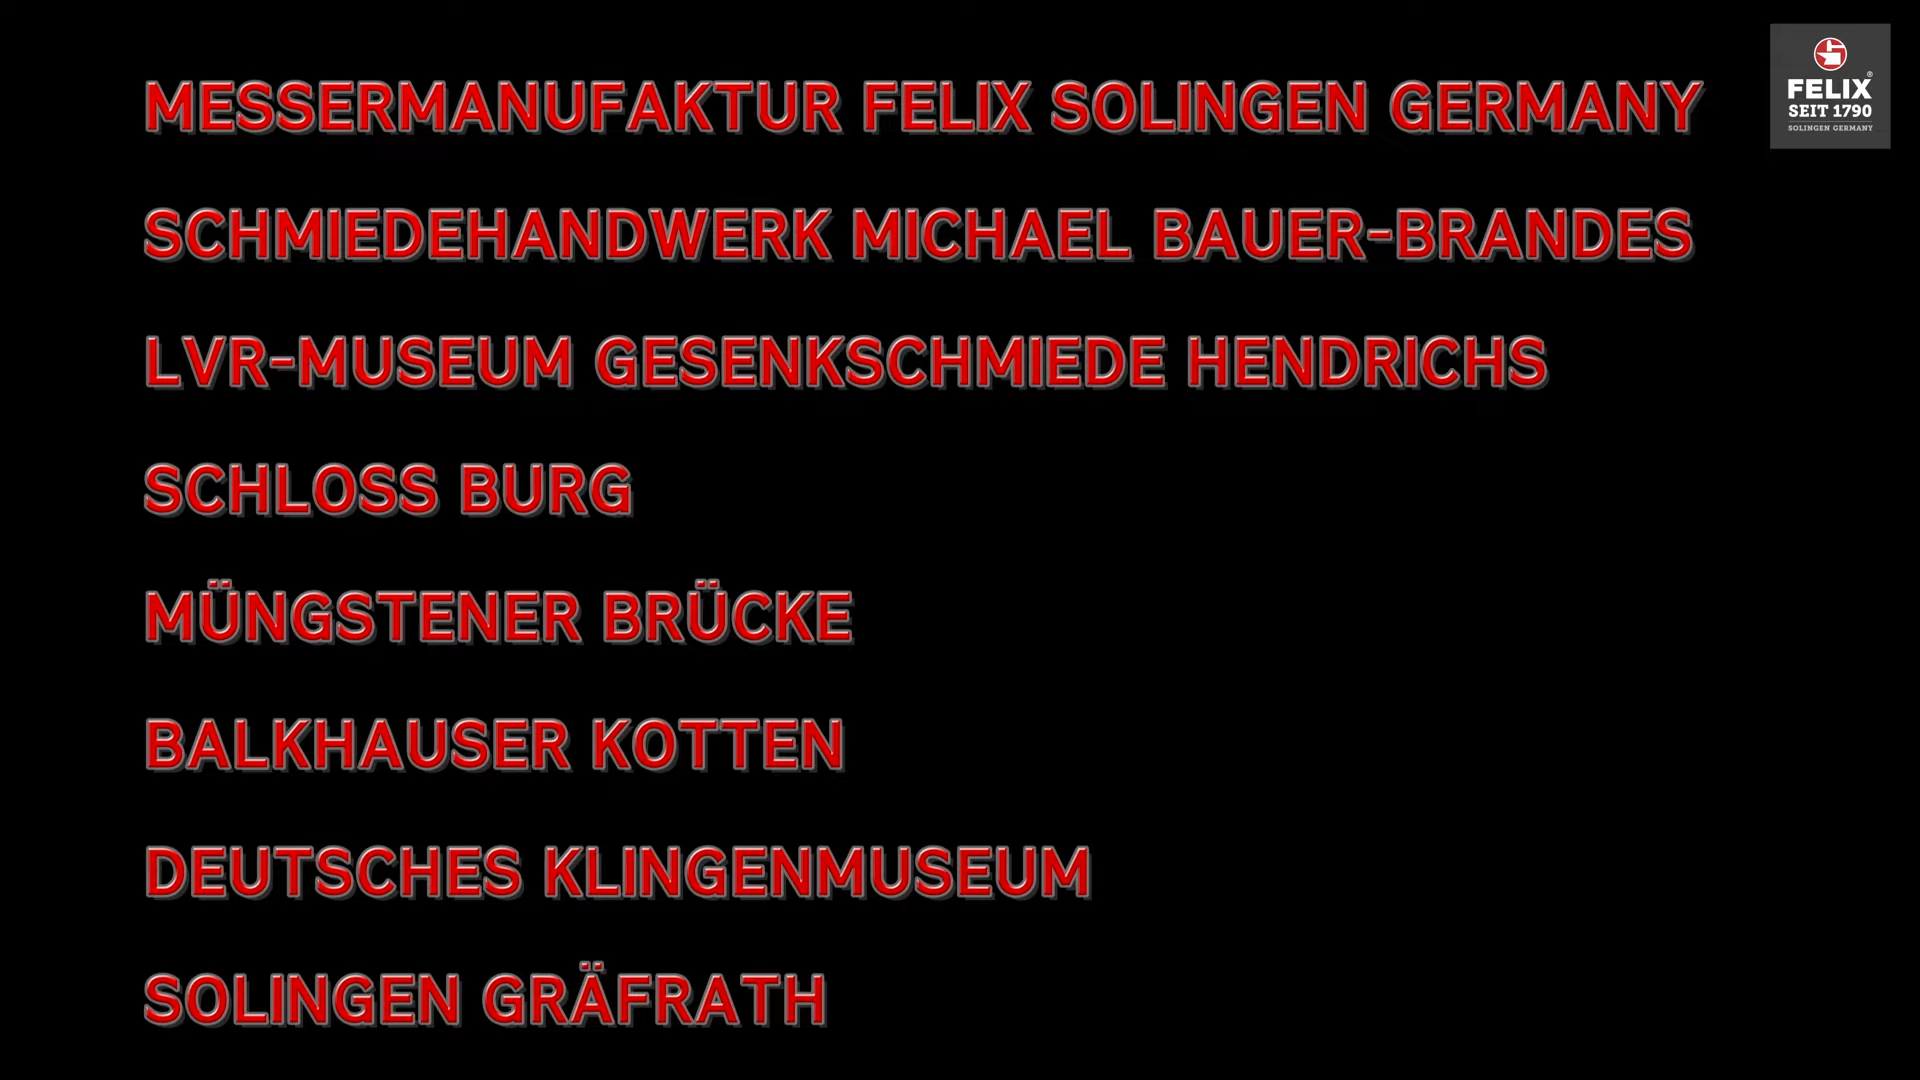 MESSERMANUFAKTUR FELIX SOLINGEN GERMANY
FELIX®
SEIT 1790
SOLINGEN GERMANY
SCHMIEDEHANDWERK MICHAEL BAUER-BRANDES
LVR-MUSEUM GESENKSCHMIEDE HENDRICHS
SCHLOSS BURG
MÜNGSTENER BRÜCKE
BALKHAUSER KOTTEN
DEUTSCHES KLINGENMUSEUM
SOLINGEN GRÄFRATH